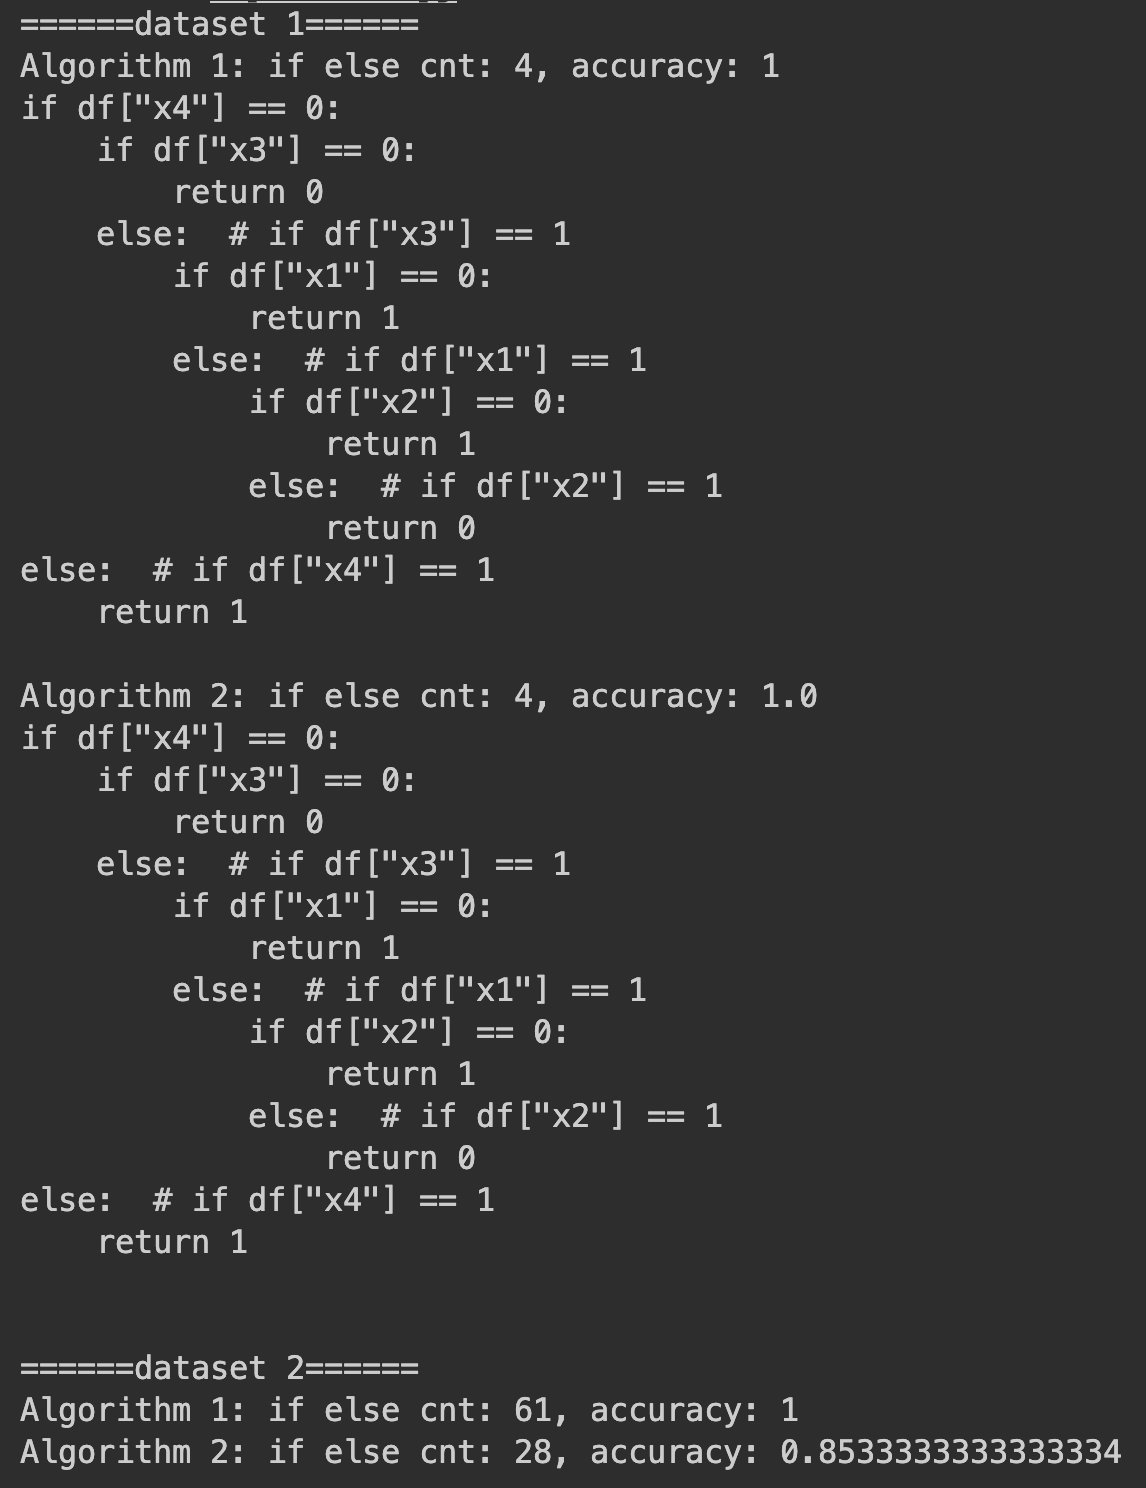 ======dataset 1======
Algorithm 1: if else cnt: 4, accuracy: 1
if df["x4"] == 0:
    if df["x3"] == 0:
        return 0
    else:  # if df["x3"] == 1
        if df["x1"] == 0:
            return 1
        else:  # if df["x1"] == 1
            if df["x2"] == 0:
                return 1
            else:  # if df["x2"] == 1
                return 0
else:  # if df["x4"] == 1
    return 1

Algorithm 2: if else cnt: 4, accuracy: 1.0
if df["x4"] == 0:
    if df["x3"] == 0:
        return 0
    else:  # if df["x3"] == 1
        if df["x1"] == 0:
            return 1
        else:  # if df["x1"] == 1
            if df["x2"] == 0:
                return 1
            else:  # if df["x2"] == 1
                return 0
else:  # if df["x4"] == 1
    return 1

======dataset 2======
Algorithm 1: if else cnt: 61, accuracy: 1
Algorithm 2: if else cnt: 28, accuracy: 0.8533333333333334